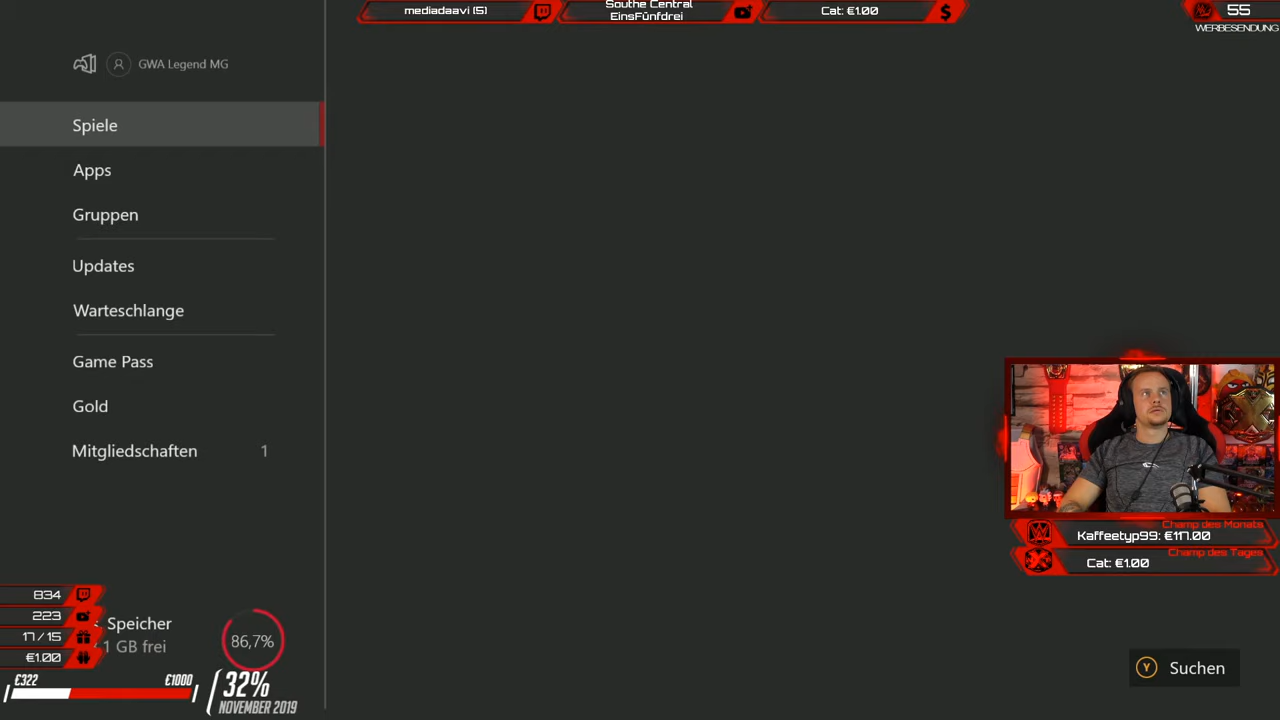 mediadaavi (5)
Southe Central
EinsFünfdrei
Cat: €1.00
$
55
WERBESENDUNG
GWA Legend MG
Spiele
Apps
Gruppen
Updates
Warteschlange
Game Pass
Gold
Mitgliedschaften 1
Champ des Monats
Kaffeetyp99: €117.00
Champ des Tages
Cat: €1.00
834
223
17/15
€1.00
Speicher
1 GB frei
86,7%
£322
£1000
32%
NOVEMBER 2019
Y Suchen